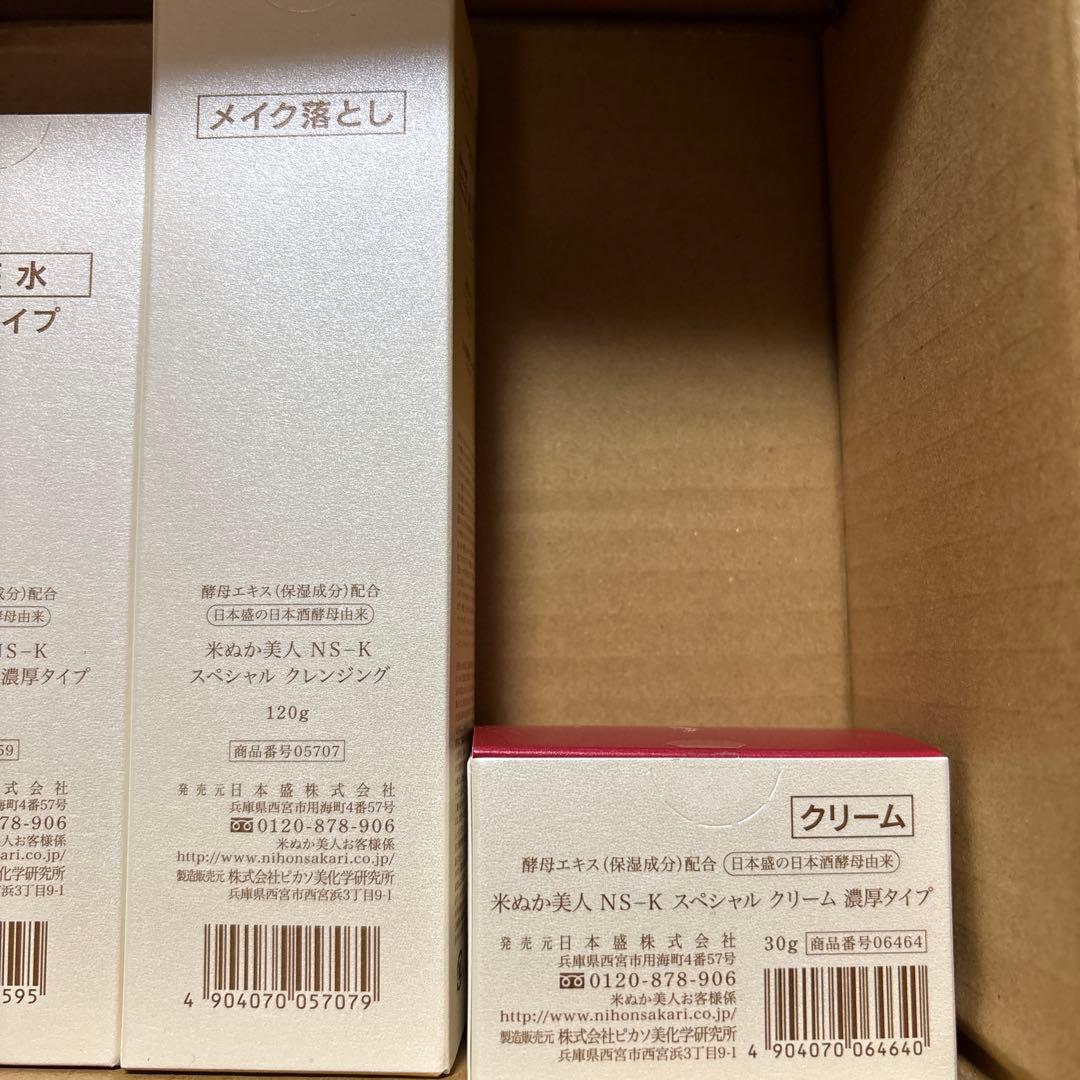 水
イプ
成分)配合
母由来
NS-K
濃厚タイプ
59
式会社
海町4番57号
78-906
人お客様係
ari.co.jp/
化学研究所
浜3丁目9-1
595
メイク落とし
酵母エキス(保湿成分)配合
日本盛の日本酒酵母由来
米ぬか美人 NS-K
スペシャル クレンジング
120g
商品番号05707
発売元 日本盛株式会社
兵庫県西宮市用海町4番57号
0120-878-906
米ぬか美人お客様係
http://www.nihonsakari.co.jp/
製造販売元 株式会社ピカソ美化学研究所
兵庫県西宮市西宮浜3丁目9-1
4 904070 057079
クリーム
酵母エキス(保湿成分)配合 日本盛の日本酒酵母由来
米ぬか美人 NS-K スペシャル クリーム 濃厚タイプ
発売元 日本盛株式会社 30g 商品番号06464
兵庫県西宮市用海町4番57号
0120-878-906
米ぬか美人お客様係
http://www.nihonsakari.co.jp/
製造販売元 株式会社ピカソ美化学研究所
兵庫県西宮市西宮浜3丁目9-1
4 904070 064640